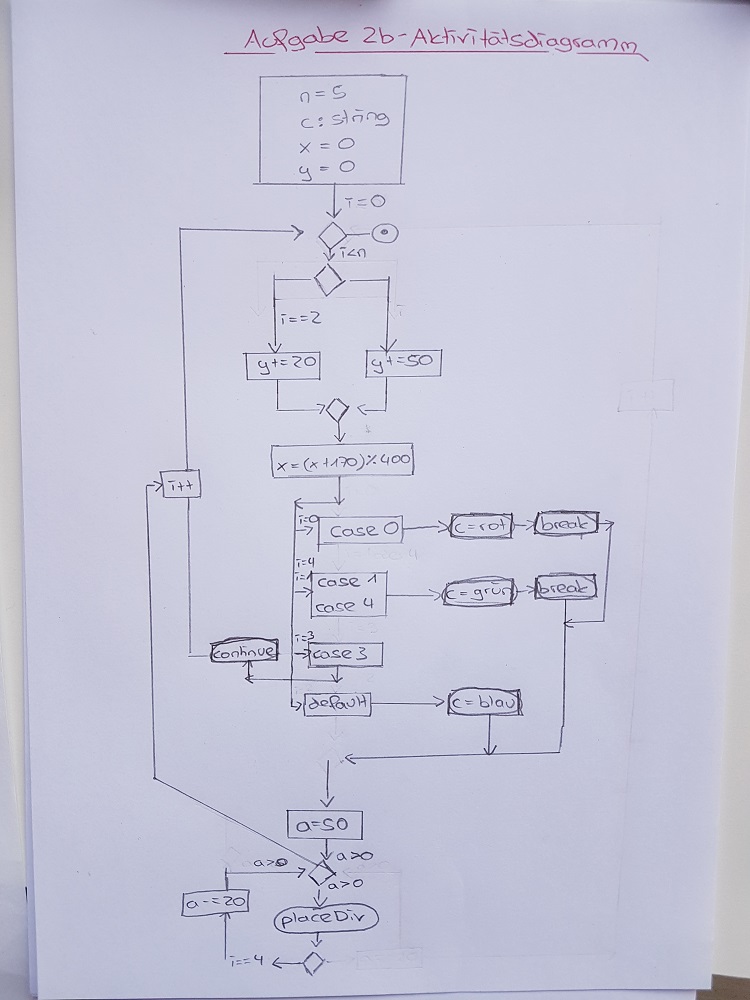 Aufgabe 2b-Aktivitätsdiagramm
n=5
c: string
x = 0
y = 0
i=0
i<n
i==2
y+=20
y+=50
x=(x+170)%400
i++
i=0
case 0
c=rot
break
i=4
i=1
case 1
case 4
c=grün
break
i=3
continue
case 3
default
c=blau
a=50
a>0
a>0
a>0
a-=20
placeDiv
i==4